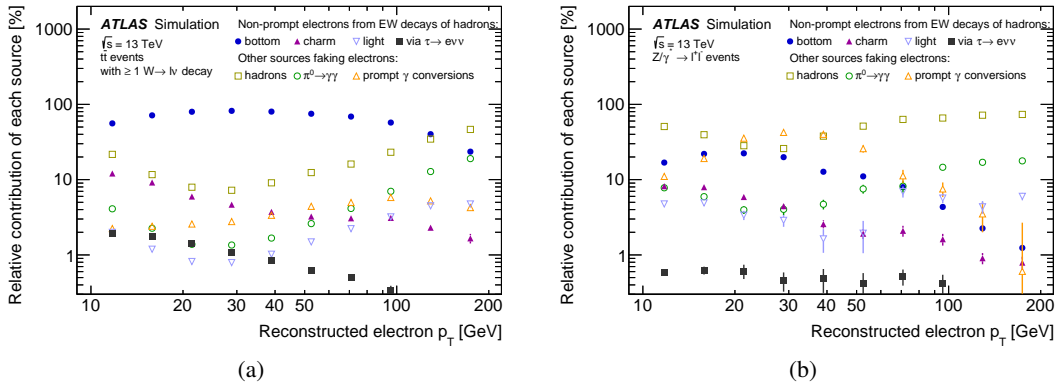 Relative contribution of each source [%]
1000
100
10
1
ATLAS Simulation
√s = 13 TeV
tt̄ events
with ≥ 1 W→ lν decay
Non-prompt electrons from EW decays of hadrons:
bottom charm light via τ→ eνν
Other sources faking electrons:
hadrons π⁰→γγ prompt γ conversions
10 20 30 40 100 200
Reconstructed electron p_T [GeV]
(a)
Relative contribution of each source [%]
1000
100
10
1
ATLAS Simulation
√s = 13 TeV
Z/γ* → l⁺l⁻ events
Non-prompt electrons from EW decays of hadrons:
bottom charm light via τ→ eνν
Other sources faking electrons:
hadrons π⁰→γγ prompt γ conversions
10 20 30 40 100 200
Reconstructed electron p_T [GeV]
(b)